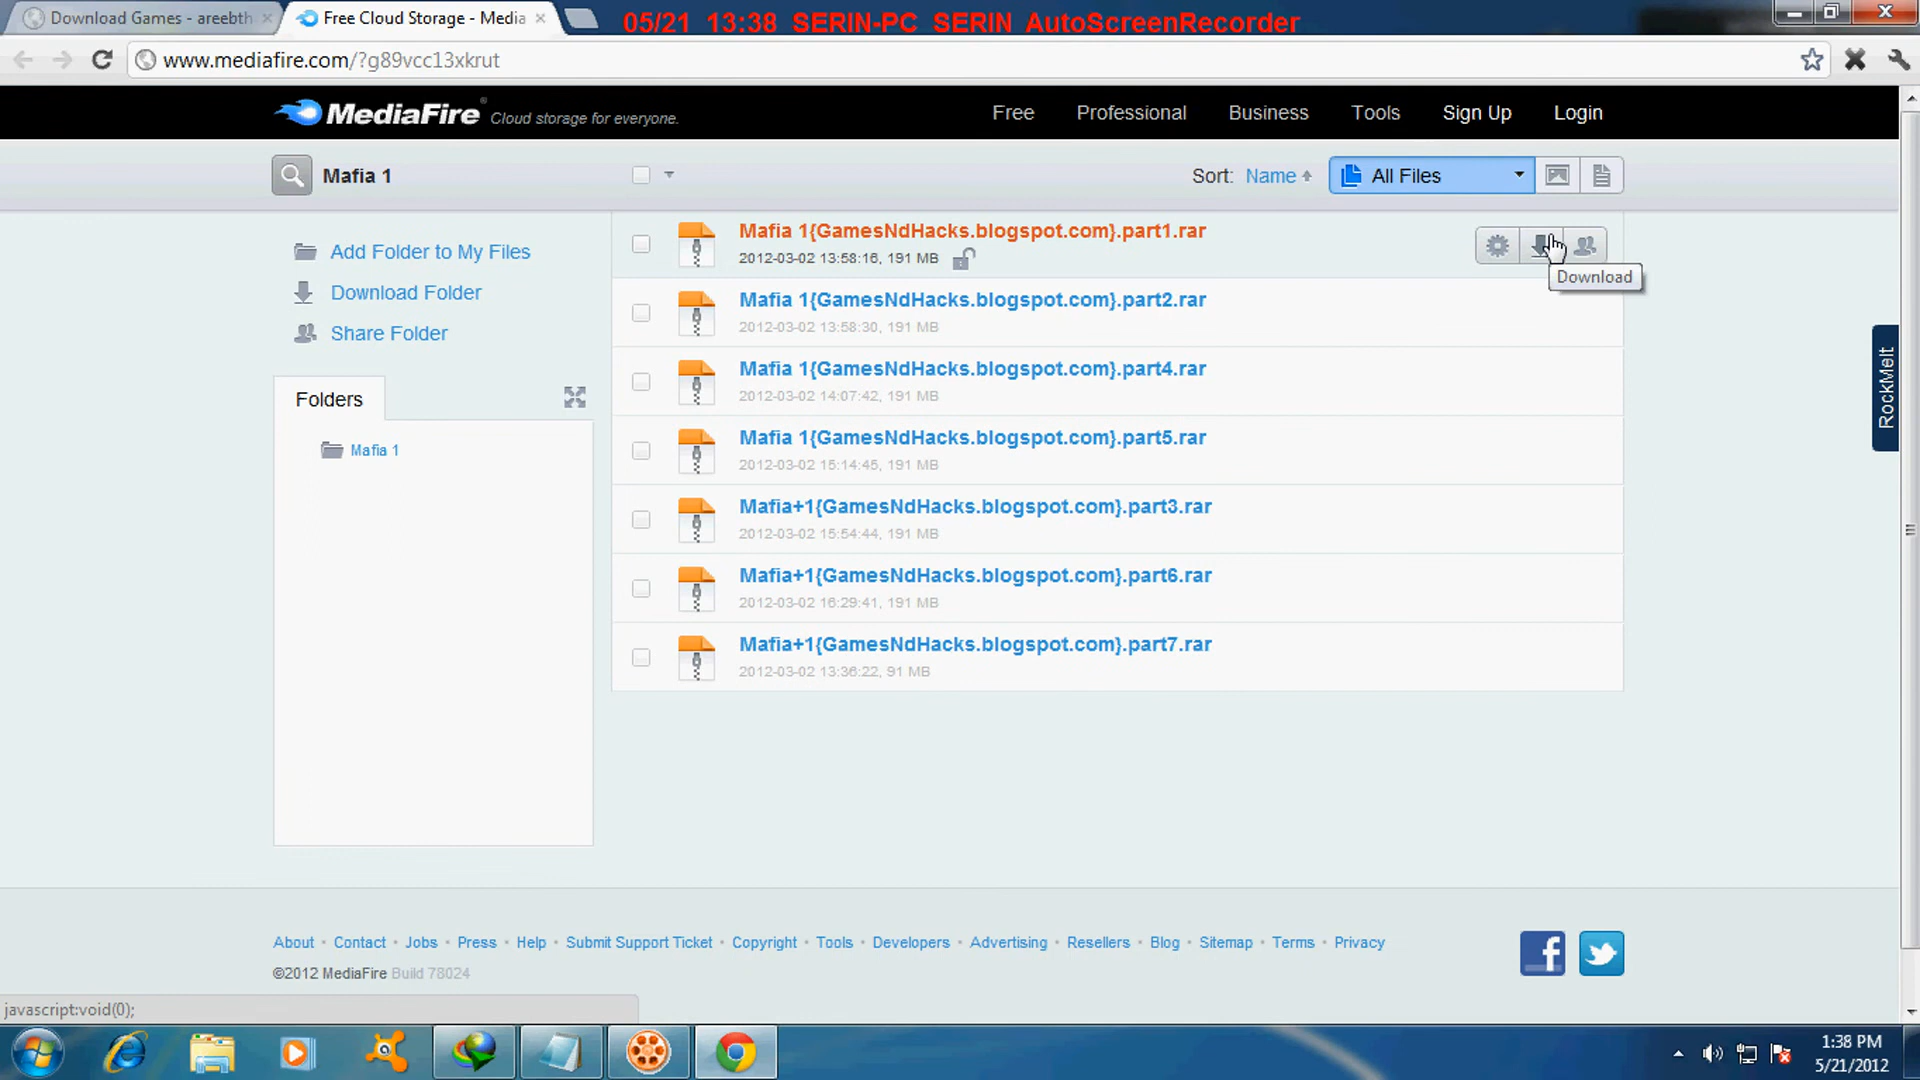 Download Games - areebth
Free Cloud Storage - Media
05/21 13:38 SERIN-PC SERIN AutoScreenRecorder
www.mediafire.com/?g89vcc13xkrut
MediaFire Cloud storage for everyone.
Free Professional Business Tools Sign Up Login
Mafia 1
Sort: Name
All Files
Add Folder to My Files
Download Folder
Share Folder
Folders
Mafia 1
Mafia 1{GamesNdHacks.blogspot.com}.part1.rar
2012-03-02 13:58:16, 191 MB
Download
Mafia 1{GamesNdHacks.blogspot.com}.part2.rar
2012-03-02 13:58:30, 191 MB
Mafia 1{GamesNdHacks.blogspot.com}.part4.rar
2012-03-02 14:07:42, 191 MB
Mafia 1{GamesNdHacks.blogspot.com}.part5.rar
2012-03-02 15:14:45, 191 MB
Mafia+1{GamesNdHacks.blogspot.com}.part3.rar
2012-03-02 15:54:44, 191 MB
Mafia+1{GamesNdHacks.blogspot.com}.part6.rar
2012-03-02 16:29:41, 191 MB
Mafia+1{GamesNdHacks.blogspot.com}.part7.rar
2012-03-02 13:36:22, 91 MB
RockMelt
About • Contact • Jobs • Press • Help • Submit Support Ticket • Copyright • Tools • Developers • Advertising • Resellers • Blog • Sitemap • Terms • Privacy
©2012 MediaFire Build 78024
javascript:void(0);
1:38 PM
5/21/2012